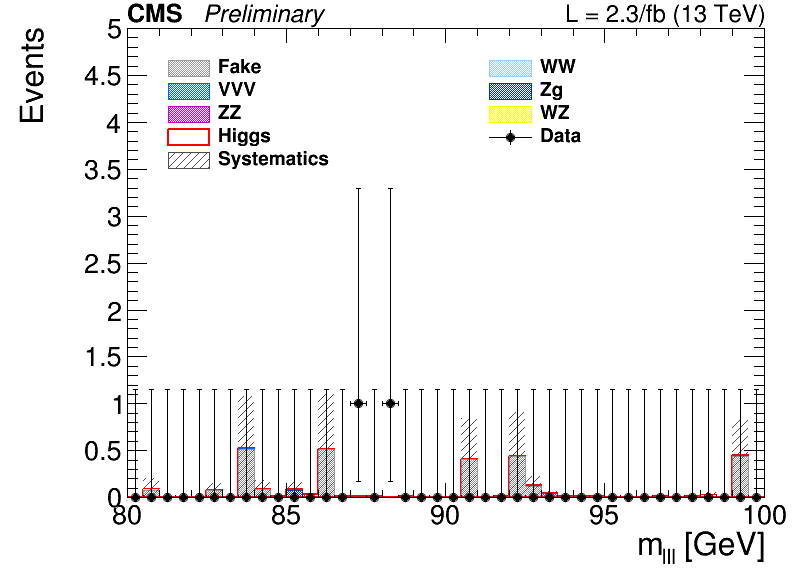 CMS Preliminary L = 2.3/fb (13 TeV)
Events
5
4.5
4
3.5
3
2.5
2
1.5
1
0.5
0
Fake WW
VVV Zg
ZZ WZ
Higgs Data
Systematics
80 85 90 95 100
m_lll [GeV]